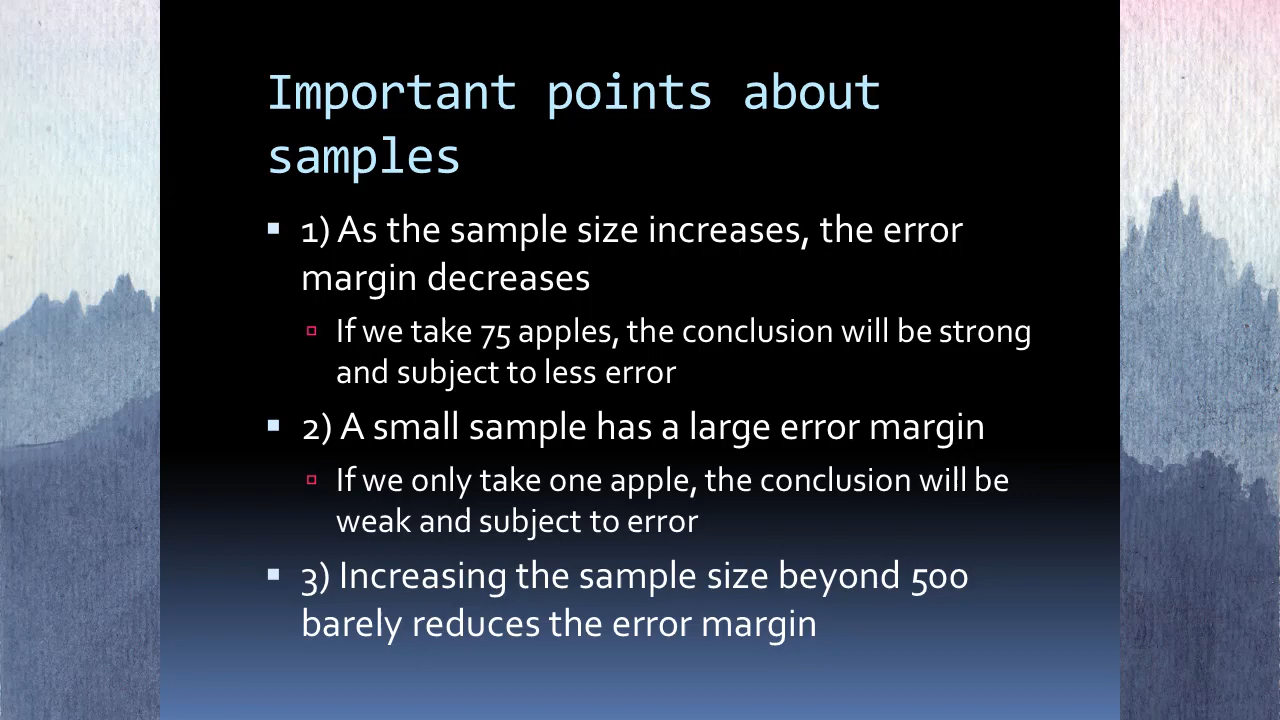 Important points about
samples
1) As the sample size increases, the error
margin decreases
If we take 75 apples, the conclusion will be strong
and subject to less error
2) A small sample has a large error margin
If we only take one apple, the conclusion will be
weak and subject to error
3) Increasing the sample size beyond 500
barely reduces the error margin